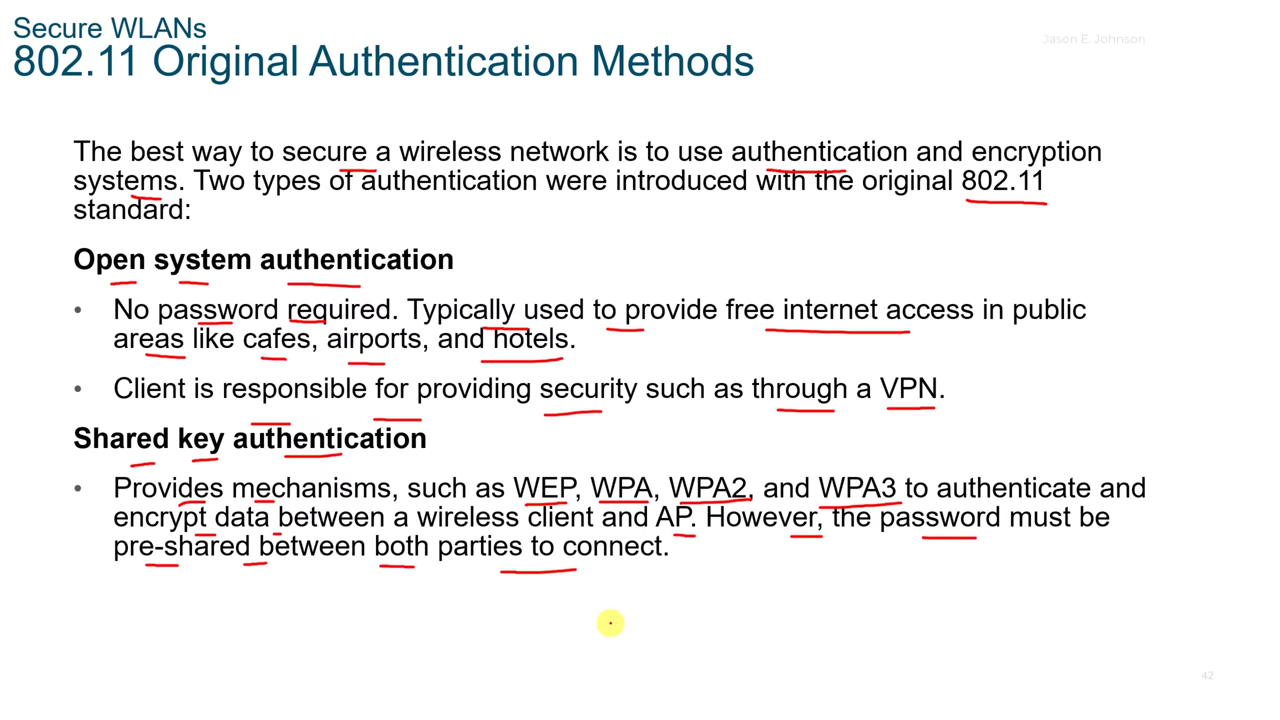 Secure WLANs
Jason E. Johnson
802.11 Original Authentication Methods
The best way to secure a wireless network is to use authentication and encryption
systems. Two types of authentication were introduced with the original 802.11
standard:
Open system authentication
• No password required. Typically used to provide free internet access in public
areas like cafes, airports, and hotels.
• Client is responsible for providing security such as through a VPN.
Shared key authentication
• Provides mechanisms, such as WEP, WPA, WPA2, and WPA3 to authenticate and
encrypt data between a wireless client and AP. However, the password must be
pre-shared between both parties to connect.
42